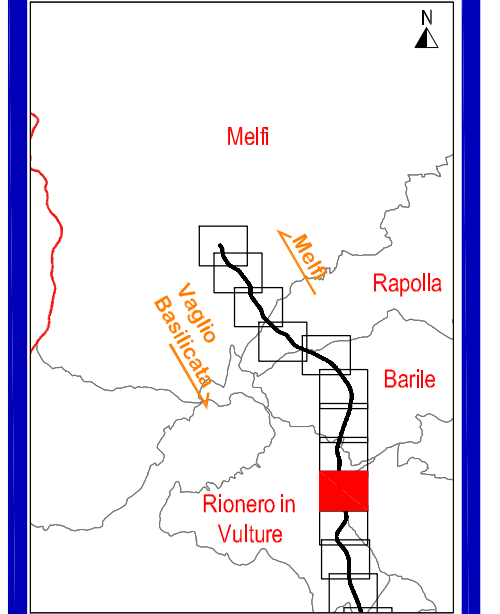 N
Melfi
Melfi
Rapolla
Vaglio
Basilicata
Barile
Rionero in
Vulture